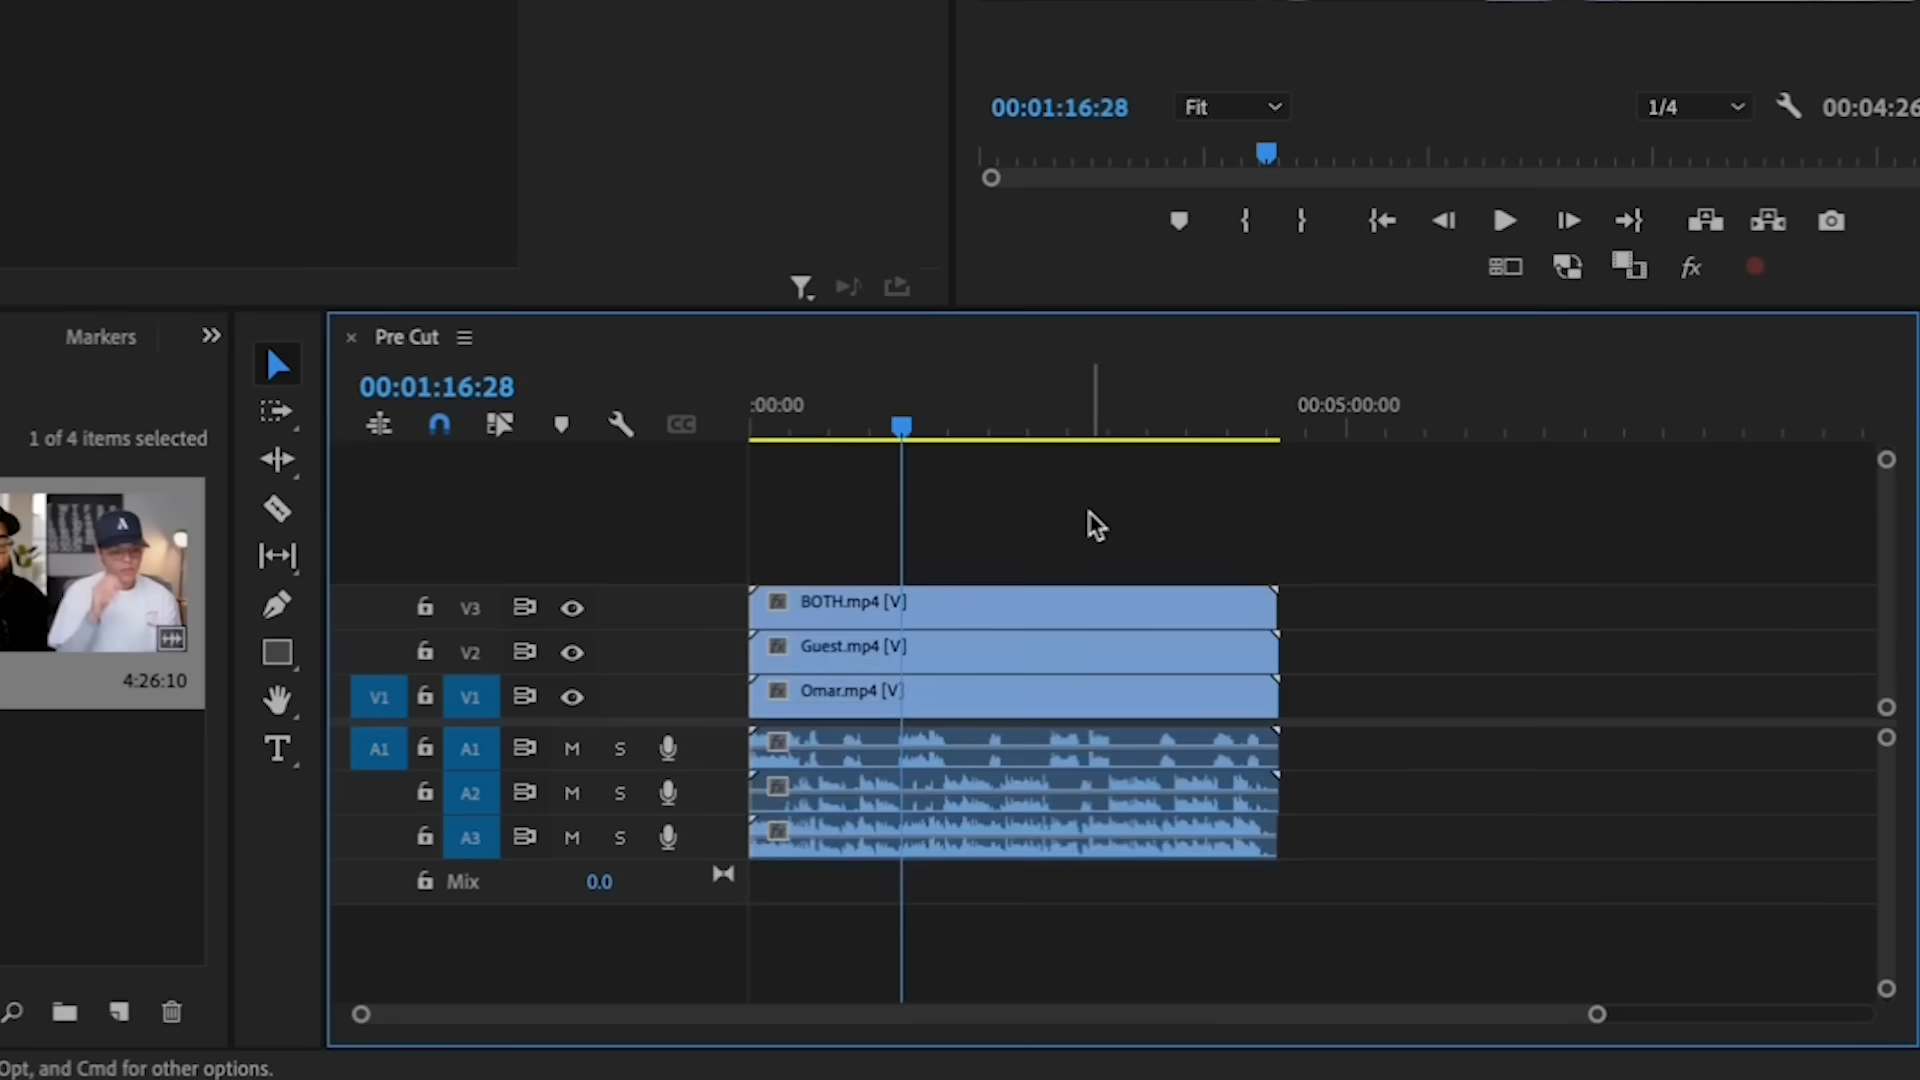 00:01:16:28
Fit
1/4
00:04:26
fx
Markers
Pre Cut
00:01:16:28
CC
:00:00
00:05:00:00
1 of 4 items selected
A
4:26:10
V3
BOTH.mp4 [V]
V2
Guest.mp4 [V]
V1
V1
Omar.mp4 [V]
A1
A1
M
S
A2
M
S
A3
M
S
Mix
0.0
T
Opt, and Cmd for other options.